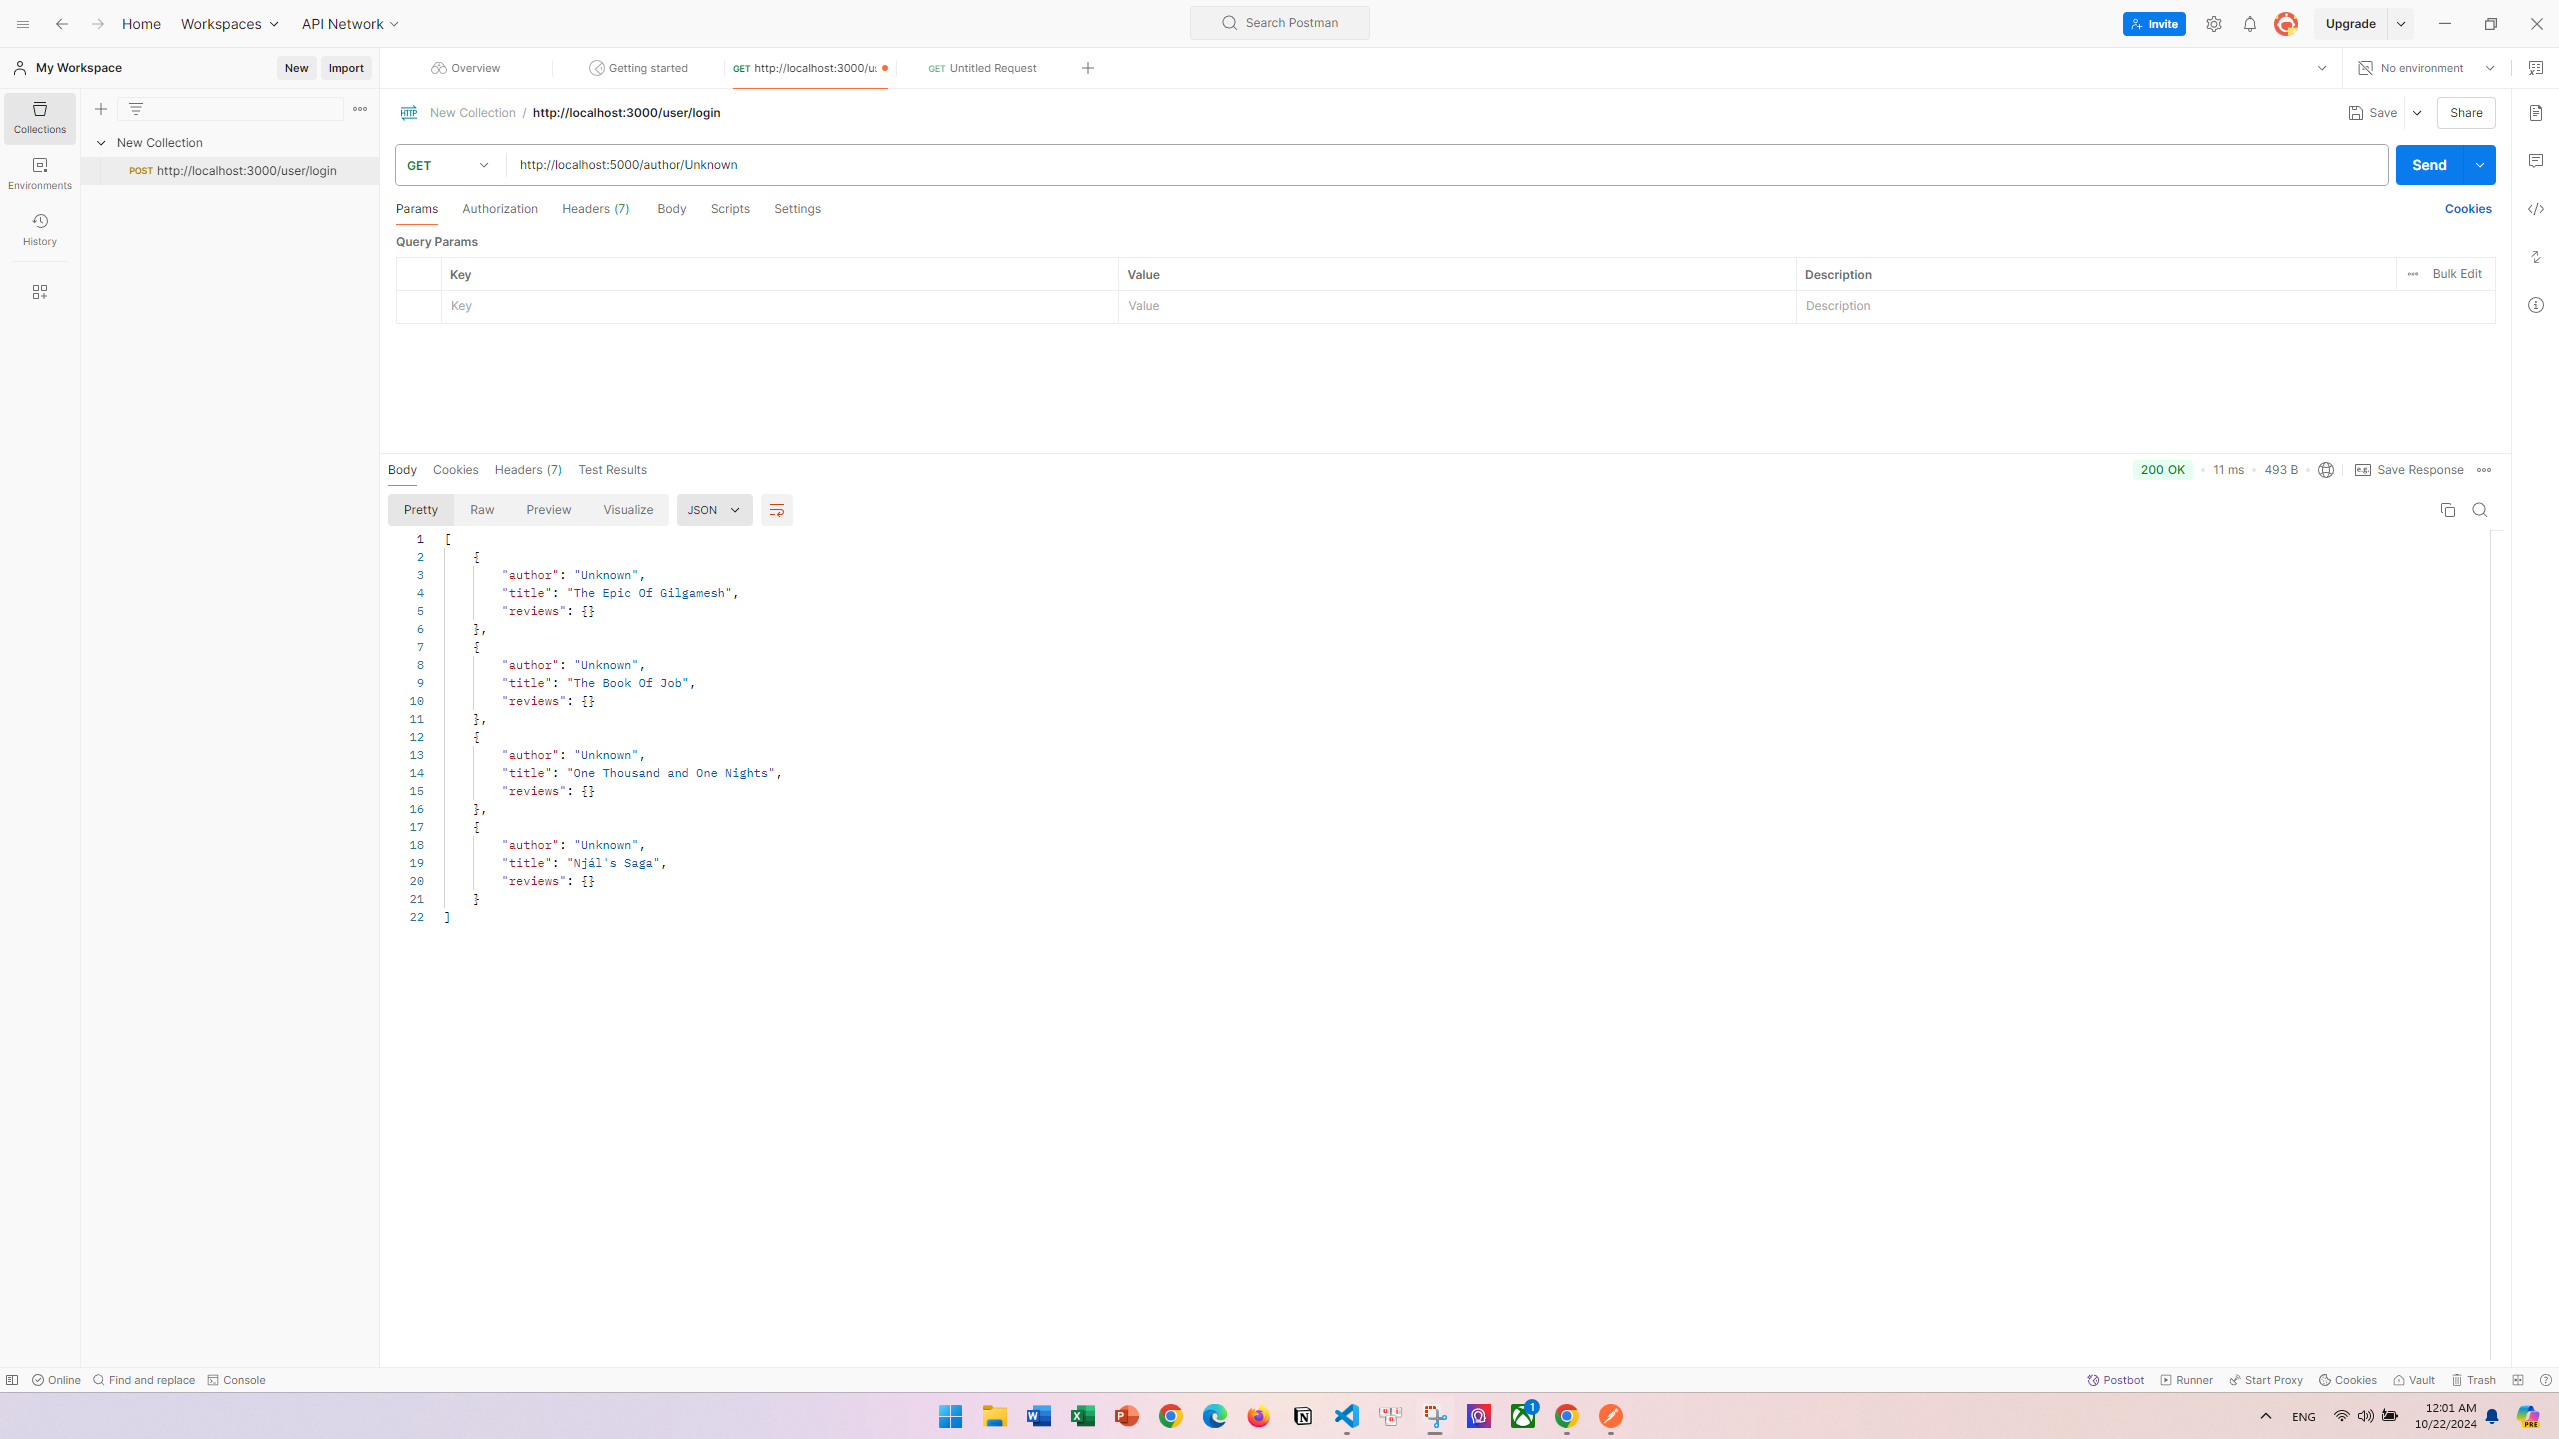 Home Workspaces API Network Search Postman Invite Upgrade
My Workspace New Import Overview Getting started GET http://localhost:3000/u GET Untitled Request No environment
Collections
Environments
History
New Collection
POST http://localhost:3000/user/login
HTTP New Collection / http://localhost:3000/user/login Save Share
GET http://localhost:5000/author/Unknown Send
Params Authorization Headers (7) Body Scripts Settings Cookies
Query Params
Key Value Description Bulk Edit
Key Value Description
Body Cookies Headers (7) Test Results 200 OK 11 ms 493 B e.g. Save Response
Pretty Raw Preview Visualize JSON
1 [
2 {
3 "author": "Unknown",
4 "title": "The Epic Of Gilgamesh",
5 "reviews": {}
6 },
7 {
8 "author": "Unknown",
9 "title": "The Book Of Job",
10 "reviews": {}
11 },
12 {
13 "author": "Unknown",
14 "title": "One Thousand and One Nights",
15 "reviews": {}
16 },
17 {
18 "author": "Unknown",
19 "title": "Njál's Saga",
20 "reviews": {}
21 }
22 ]
Online Find and replace Console Postbot Runner Start Proxy Cookies Vault Trash
1
ENG 12:01 AM
10/22/2024
PRE